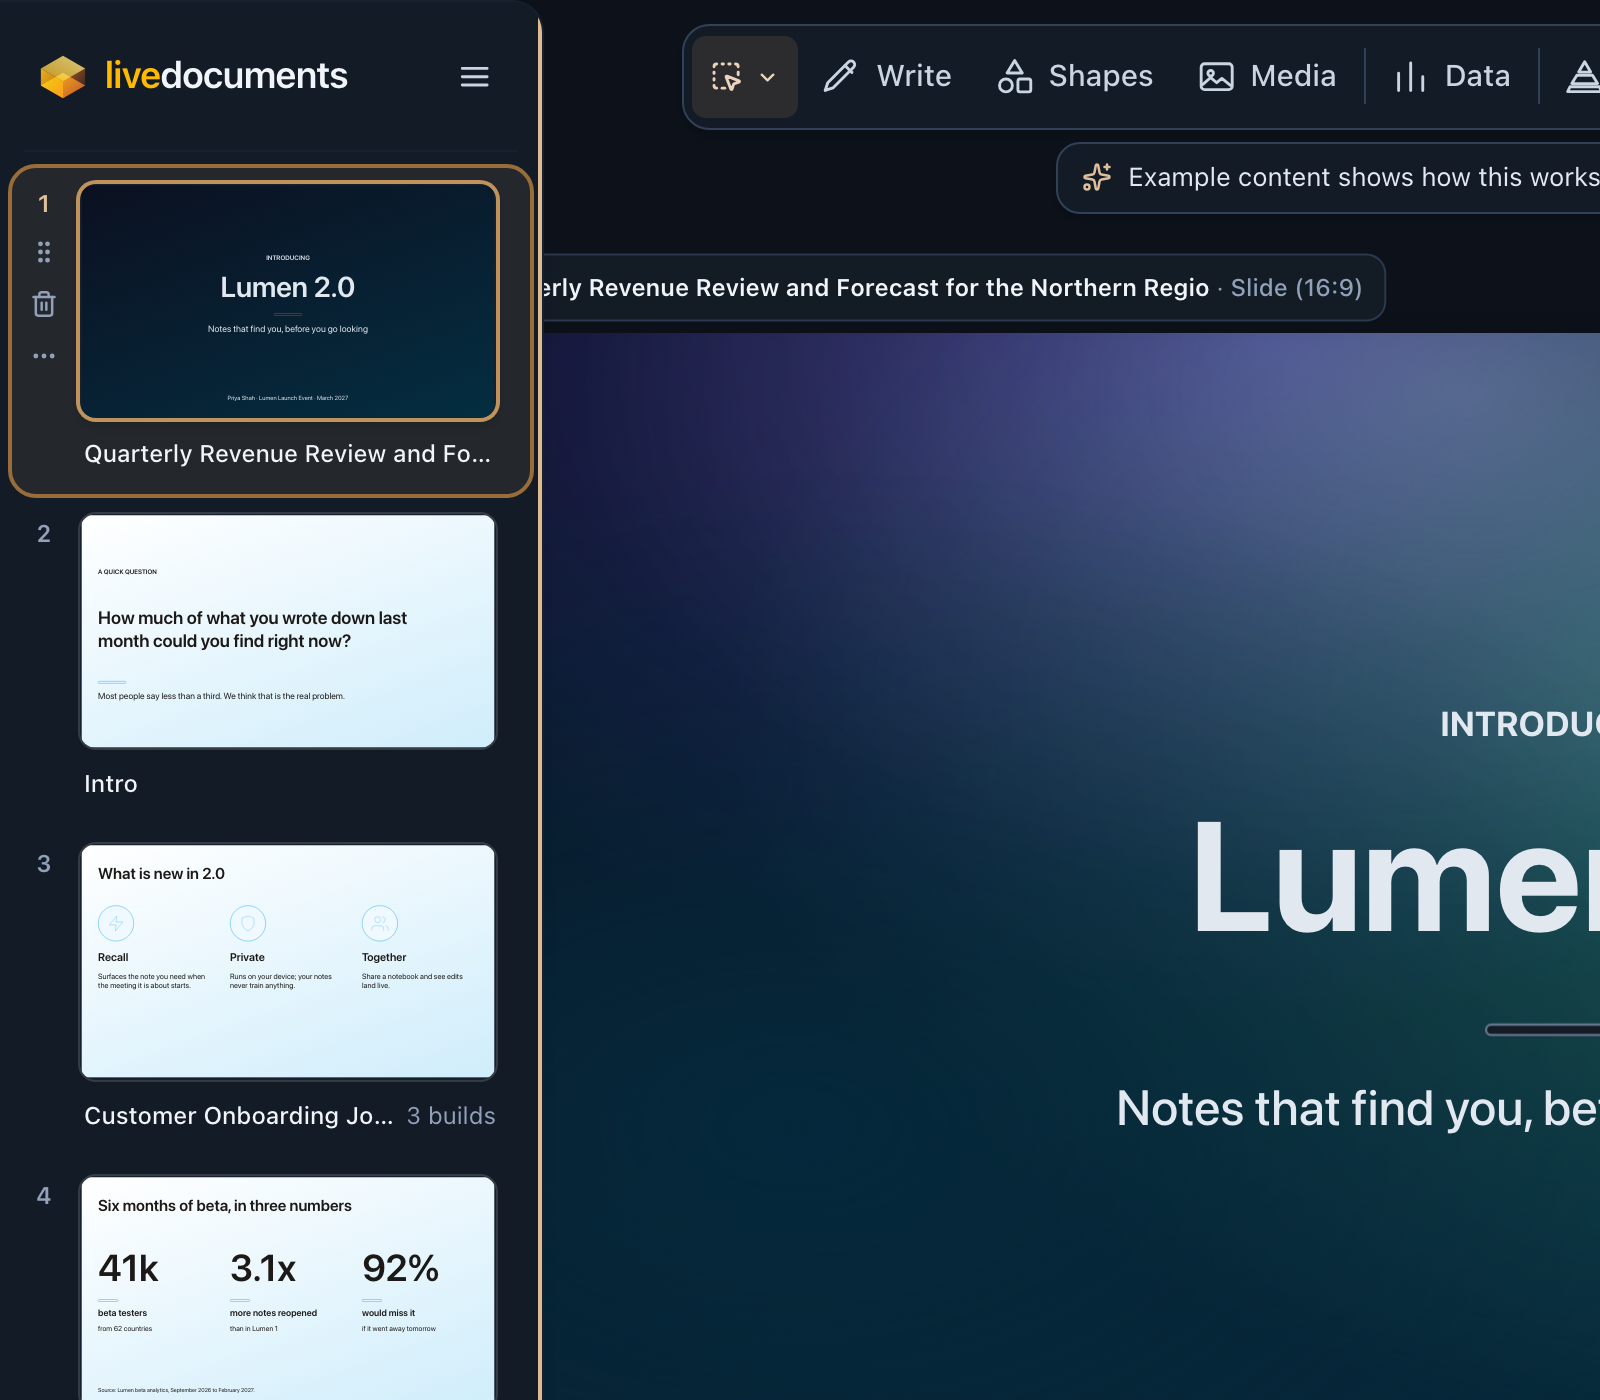 livedocuments
Write
Shapes
Media
Data
Example content shows how this works
erly Revenue Review and Forecast for the Northern Regio · Slide (16:9)
1
INTRODUCING
Lumen 2.0
Notes that find you, before you go looking
Priya Shah · Lumen Launch Event · March 2027
Quarterly Revenue Review and Fo...
2
A QUICK QUESTION
How much of what you wrote down last
month could you find right now?
Most people say less than a third. We think that is the real problem.
Intro
3
What is new in 2.0
Recall
Surfaces the note you need when
the meeting it is about starts.
Private
Runs on your device; your notes
never train anything.
Together
Share a notebook and see edits
land live.
Customer Onboarding Jo... 3 builds
4
Six months of beta, in three numbers
41k
beta testers
from 62 countries
3.1x
more notes reopened
than in Lumen 1
92%
would miss it
if it went away tomorrow
Source: Lumen beta analytics, September 2026 to February 2027.
INTRODUC
Lumen
Notes that find you, bef